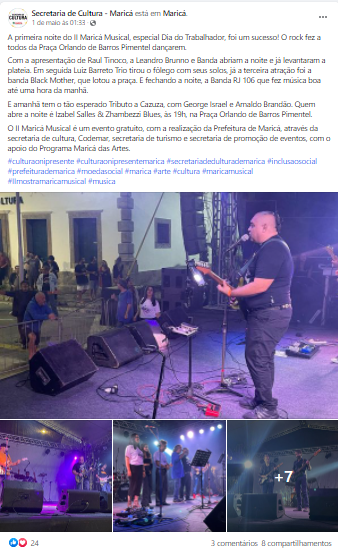 CULTURA
Secretaria de Cultura - Maricá está em Maricá.
1 de maio às 01:33
A primeira noite do II Maricá Musical, especial Dia do Trabalhador, foi um sucesso! O rock fez a
todos da Praça Orlando de Barros Pimentel dançarem.
Com a apresentação de Raul Tinoco, a Leandro Brunno e Banda abriam a noite e já levantaram a
plateia. Em seguida Luiz Barreto Trio tirou o fôlego com seus solos, já a terceira atração foi a
banda Black Mother, que lotou a praça. E fechando a noite, a Banda RJ 106 que fez música boa
até uma hora da manhã.
E amanhã tem o tão esperado Tributo a Cazuza, com George Israel e Arnaldo Brandão. Quem
abre a noite é Izabel Salles & Zhambezzi Blues, às 19h, na Praça Orlando de Barros Pimentel.
O II Maricá Musical é um evento gratuito, com a realização da Prefeitura de Maricá, através da
secretaria de cultura, Codemar, secretaria de turismo e secretaria de promoção de eventos, com o
apoio do Programa Maricá das Artes.
#culturaonipresente #culturaonipresentemarica #secretariadedulturademarica #inclusaosocial
#prefeiturademarica #moedasocial #marica #arte #cultura #maricamusical
#IImostramaricamusical #musica
+7
24
3 comentários 8 compartilhamentos